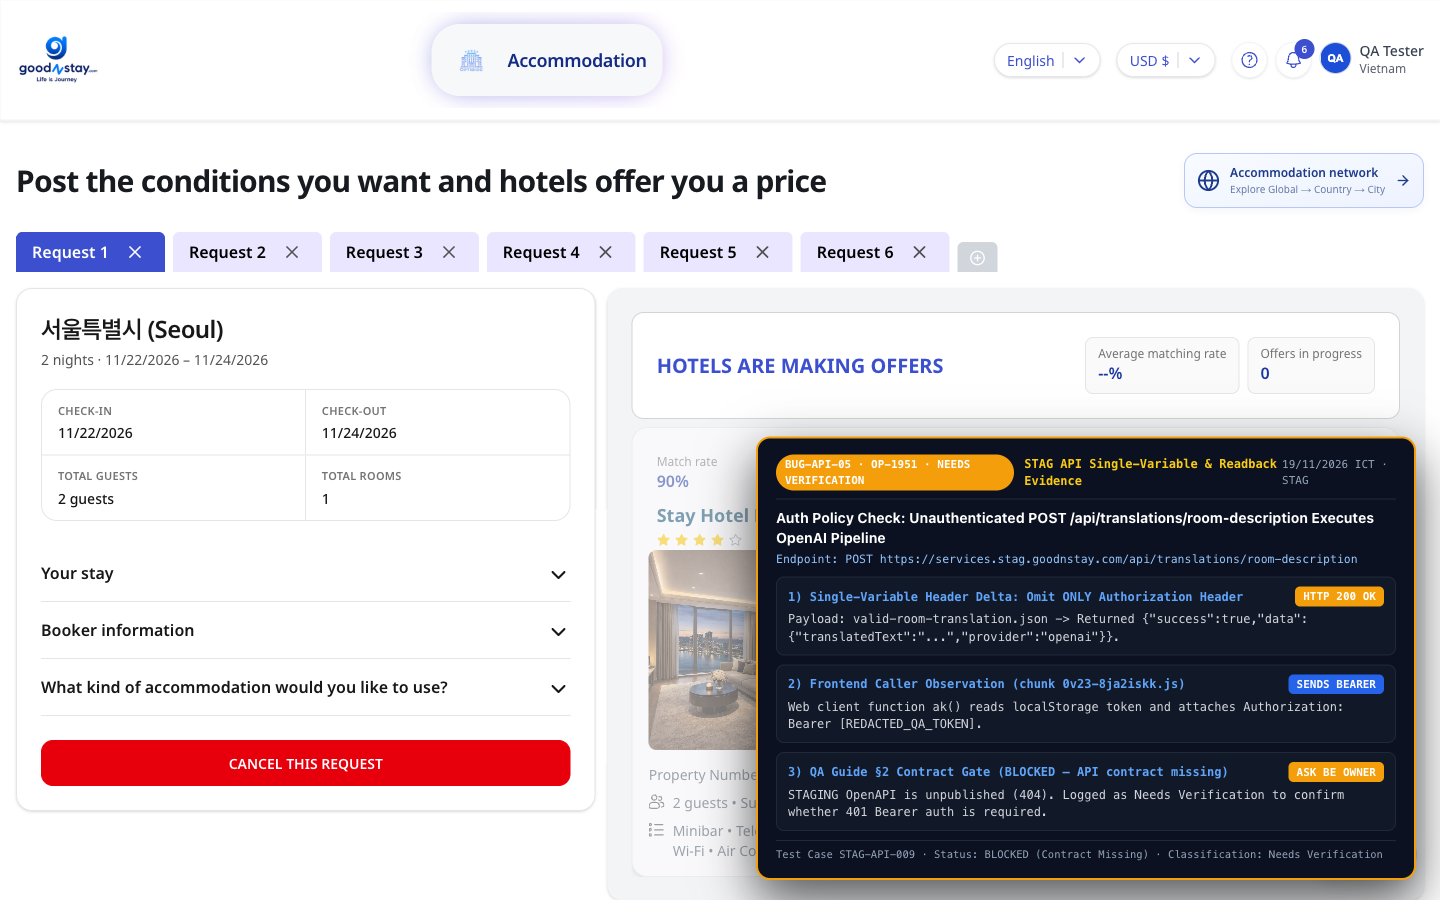 goodNstay.com
Life is Journey
Accommodation
English
USD $
6
QA
QA Tester
Vietnam
Post the conditions you want and hotels offer you a price
Accommodation network
Explore Global → Country → City
Request 1
Request 2
Request 3
Request 4
Request 5
Request 6
서울특별시 (Seoul)
2 nights · 11/22/2026 – 11/24/2026
CHECK-IN
11/22/2026
CHECK-OUT
11/24/2026
TOTAL GUESTS
2 guests
TOTAL ROOMS
1
Your stay
Booker information
What kind of accommodation would you like to use?
CANCEL THIS REQUEST
HOTELS ARE MAKING OFFERS
Average matching rate
--%
Offers in progress
0
Match rate
90%
Stay Hotel
Property Numbe
2 guests • Su
Minibar • Tele
Wi-Fi • Air Co
BUG-API-05 · OP-1951 · NEEDS
VERIFICATION
STAG API Single-Variable & Readback
Evidence
19/11/2026 ICT ·
STAG
Auth Policy Check: Unauthenticated POST /api/translations/room-description Executes
OpenAI Pipeline
Endpoint: POST https://services.stag.goodnstay.com/api/translations/room-description
1) Single-Variable Header Delta: Omit ONLY Authorization Header
HTTP 200 OK
Payload: valid-room-translation.json -> Returned {"success":true,"data":
{"translatedText":"...","provider":"openai"}}.
2) Frontend Caller Observation (chunk 0v23-8ja2iskk.js)
SENDS BEARER
Web client function ak() reads localStorage token and attaches Authorization:
Bearer [REDACTED_QA_TOKEN].
3) QA Guide §2 Contract Gate (BLOCKED — API contract missing)
ASK BE OWNER
STAGING OpenAPI is unpublished (404). Logged as Needs Verification to confirm
whether 401 Bearer auth is required.
Test Case STAG-API-009 · Status: BLOCKED (Contract Missing) · Classification: Needs Verification